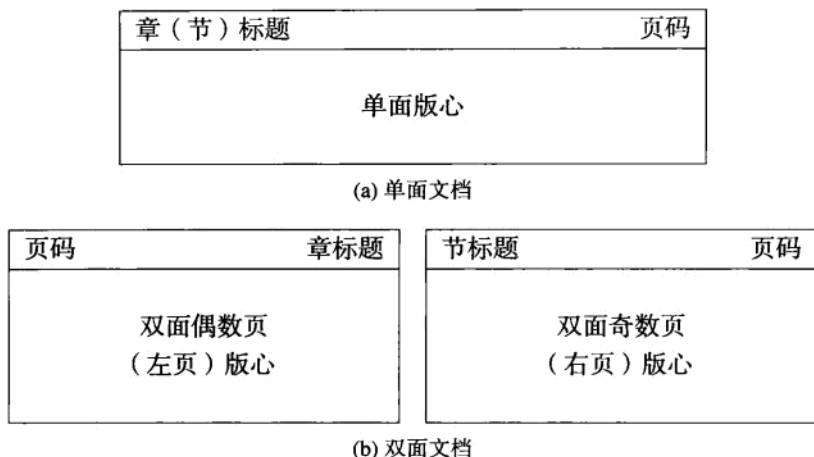 章（节）标题 页码
单面版心
(a) 单面文档
页码 章标题 节标题 页码
双面偶数页 双面奇数页
（左页）版心 （右页）版心
(b) 双面文档